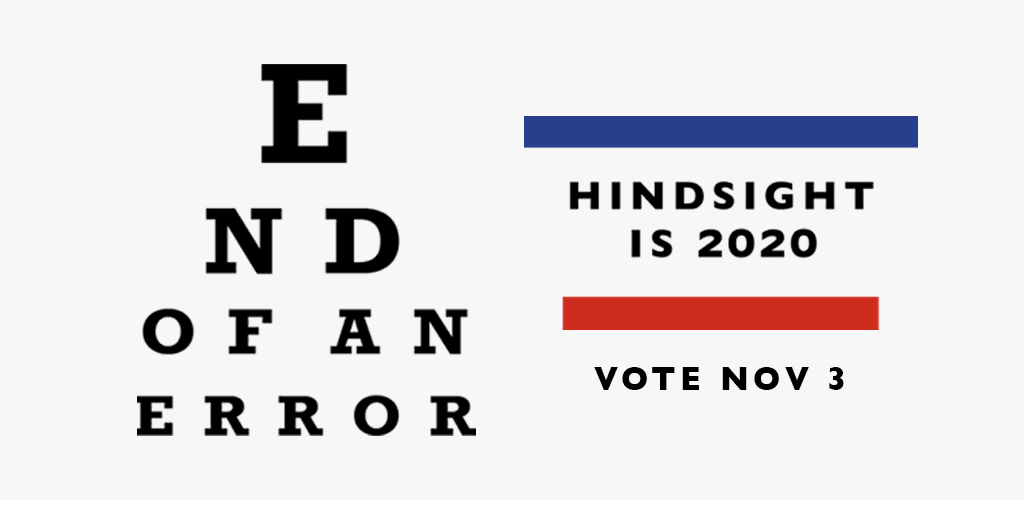 E
N D
O F A N
E R R O R
HINDSIGHT
IS 2020
VOTE NOV 3